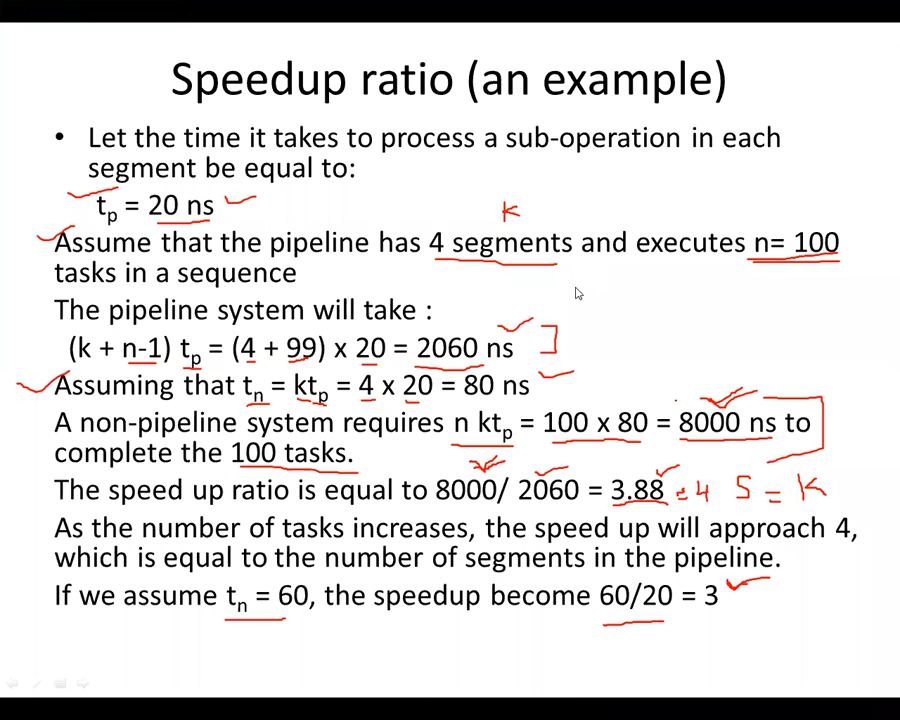 Speedup ratio (an example)
• Let the time it takes to process a sub-operation in each
segment be equal to:
tp = 20 ns
K
Assume that the pipeline has 4 segments and executes n= 100
tasks in a sequence
The pipeline system will take :
(k + n-1) tp = (4 + 99) x 20 = 2060 ns
Assuming that tn = ktp = 4 x 20 = 80 ns
A non-pipeline system requires n ktp = 100 x 80 = 8000 ns to
complete the 100 tasks.
The speed up ratio is equal to 8000/ 2060 = 3.88 = 4 S = K
As the number of tasks increases, the speed up will approach 4,
which is equal to the number of segments in the pipeline.
If we assume tn = 60, the speedup become 60/20 = 3